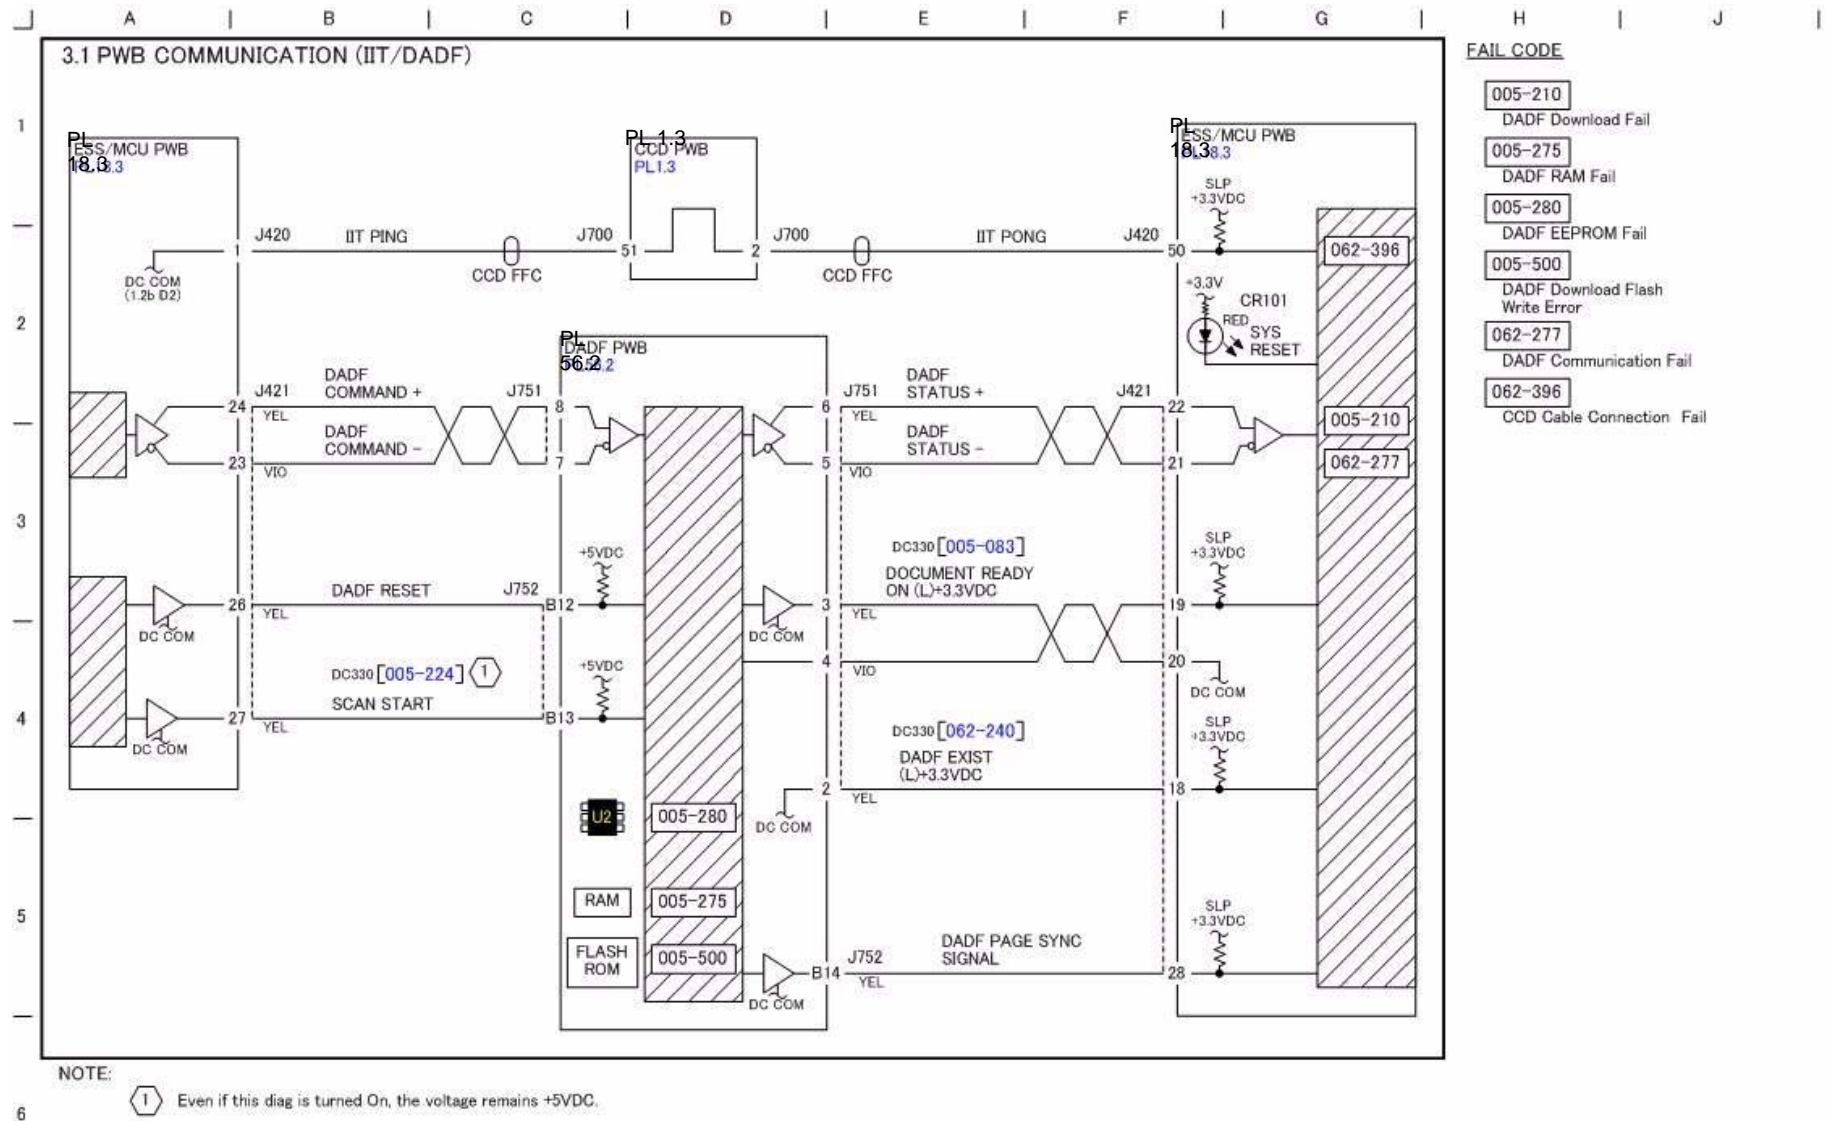 A B C D E F G H J
3.1 PWB COMMUNICATION (IIT/DADF)
FAIL CODE
005-210
DADF Download Fail
005-275
DADF RAM Fail
005-280
DADF EEPROM Fail
005-500
DADF Download Flash
Write Error
062-277
DADF Communication Fail
062-396
CCD Cable Connection Fail
1
2
3
4
5
6
PL
18.3
ESS/MCU PWB
PL18.3
PL 1.3
CCD PWB
PL1.3
PL
18.3
ESS/MCU PWB
PL18.3
SLP
+3.3VDC
1
J420
IIT PING
CCD FFC
J700
51
2
J700
CCD FFC
IIT PONG
J420
50
062-396
DC COM
(1.2b D2)
+3.3V
CR101
RED
SYS
RESET
PL
56.2
DADF PWB
PL56.2
24
J421
YEL
DADF
COMMAND +
J751
8
DADF
COMMAND -
23
VIO
7
6
J751
YEL
DADF
STATUS +
J421
22
005-210
DADF
STATUS -
5
VIO
21
062-277
DC330 [005-083]
DOCUMENT READY
ON (L)+3.3VDC
+5VDC
SLP
+3.3VDC
26
YEL
DADF RESET
J752
B12
DC COM
3
YEL
DC COM
19
4
VIO
20
DC COM
DC330 [005-224] 1
SCAN START
+5VDC
27
YEL
B13
DC COM
DC330 [062-240]
DADF EXIST
(L)+3.3VDC
SLP
+3.3VDC
2
YEL
18
DC COM
U2
005-280
RAM
005-275
FLASH
ROM
005-500
DC COM
B14
J752
YEL
DADF PAGE SYNC
SIGNAL
28
SLP
+3.3VDC
NOTE:
1 Even if this diag is turned On, the voltage remains +5VDC.